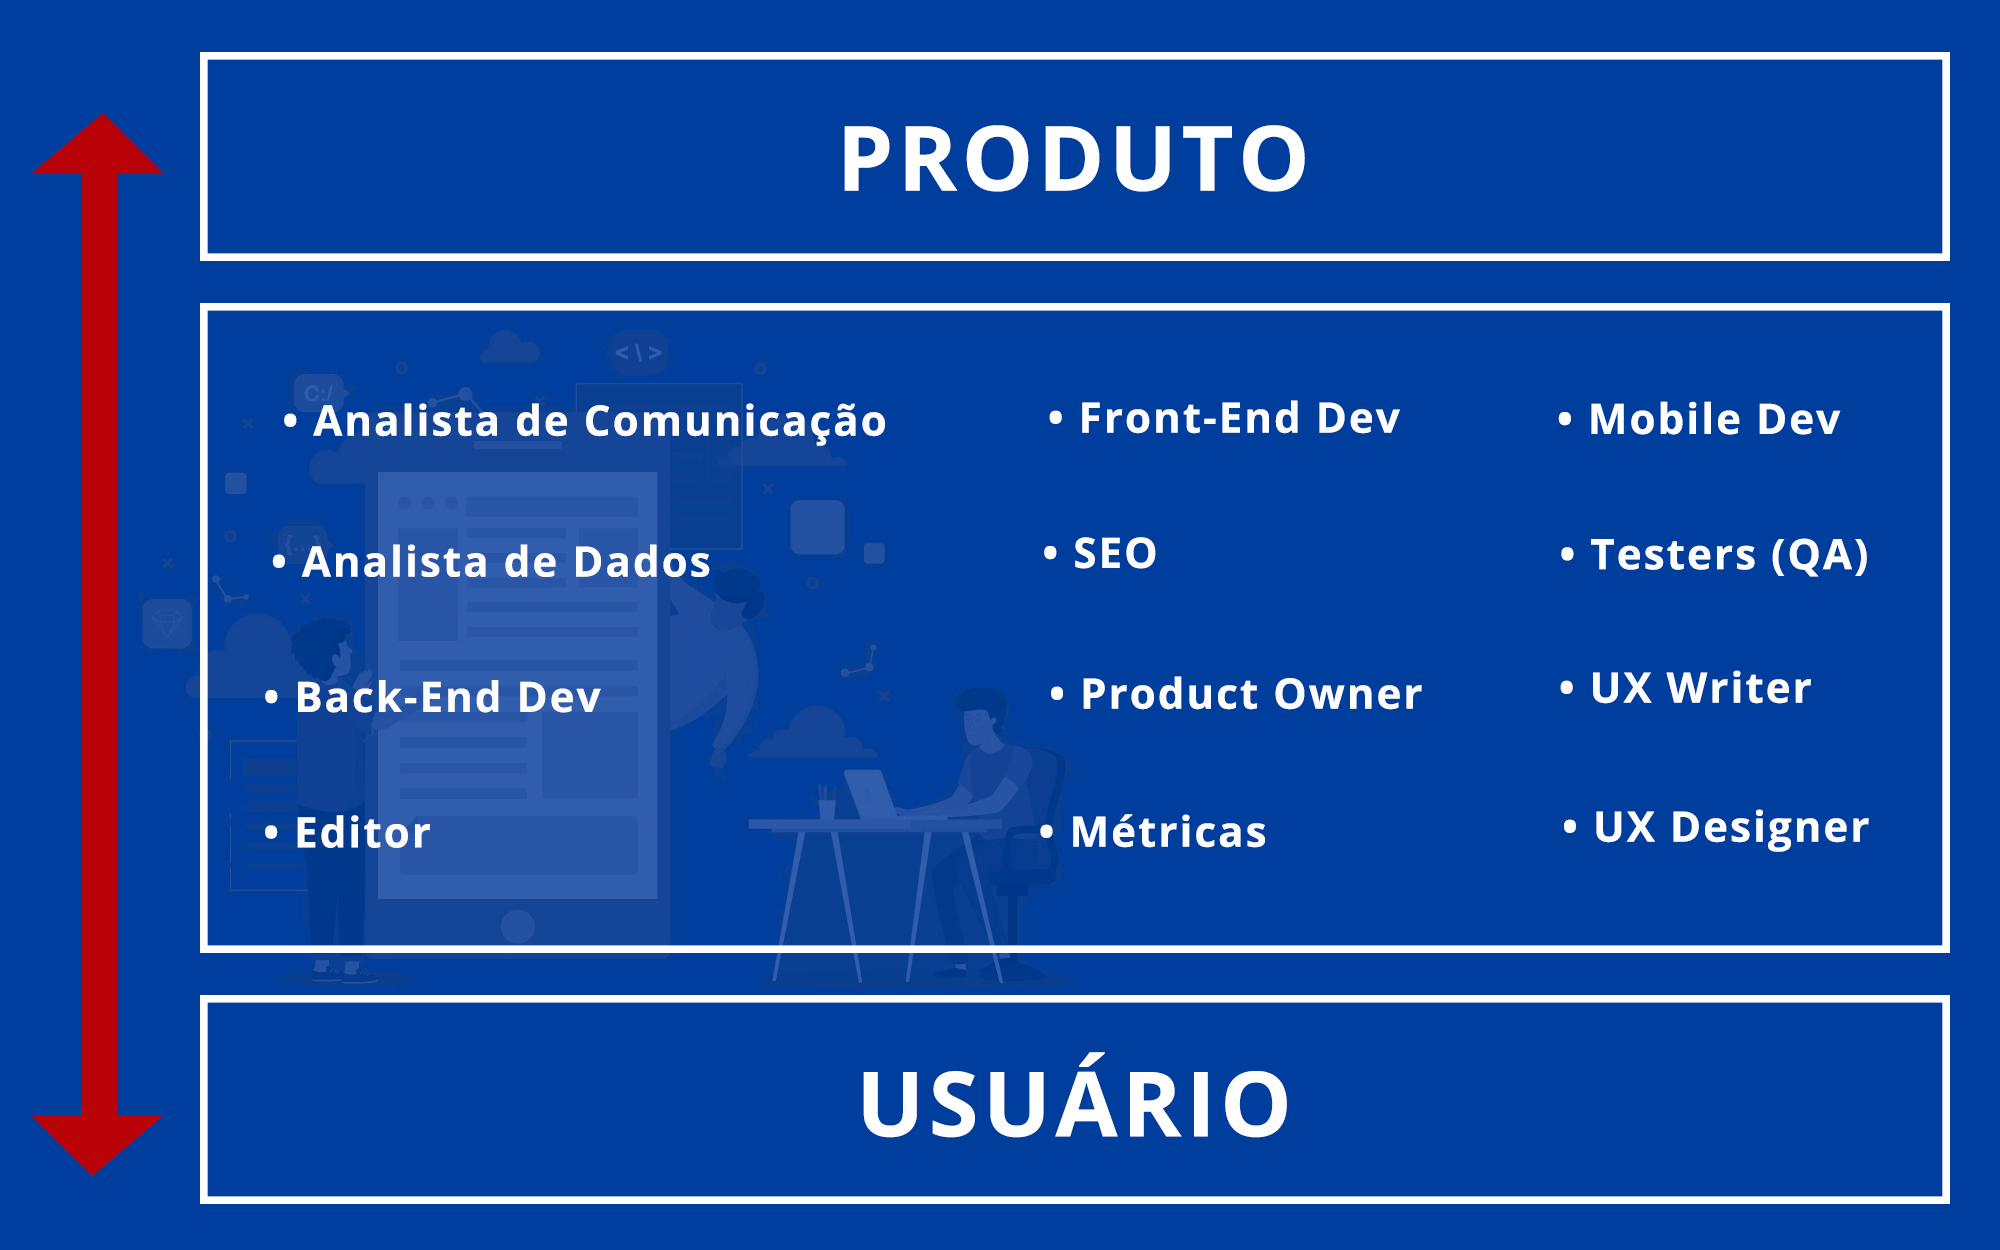 PRODUTO
• Analista de Comunicação
• Analista de Dados
• Back-End Dev
• Editor
• Front-End Dev
• SEO
• Product Owner
• Métricas
• Mobile Dev
• Testers (QA)
• UX Writer
• UX Designer
C:/
< \ >
{...}
USUÁRIO